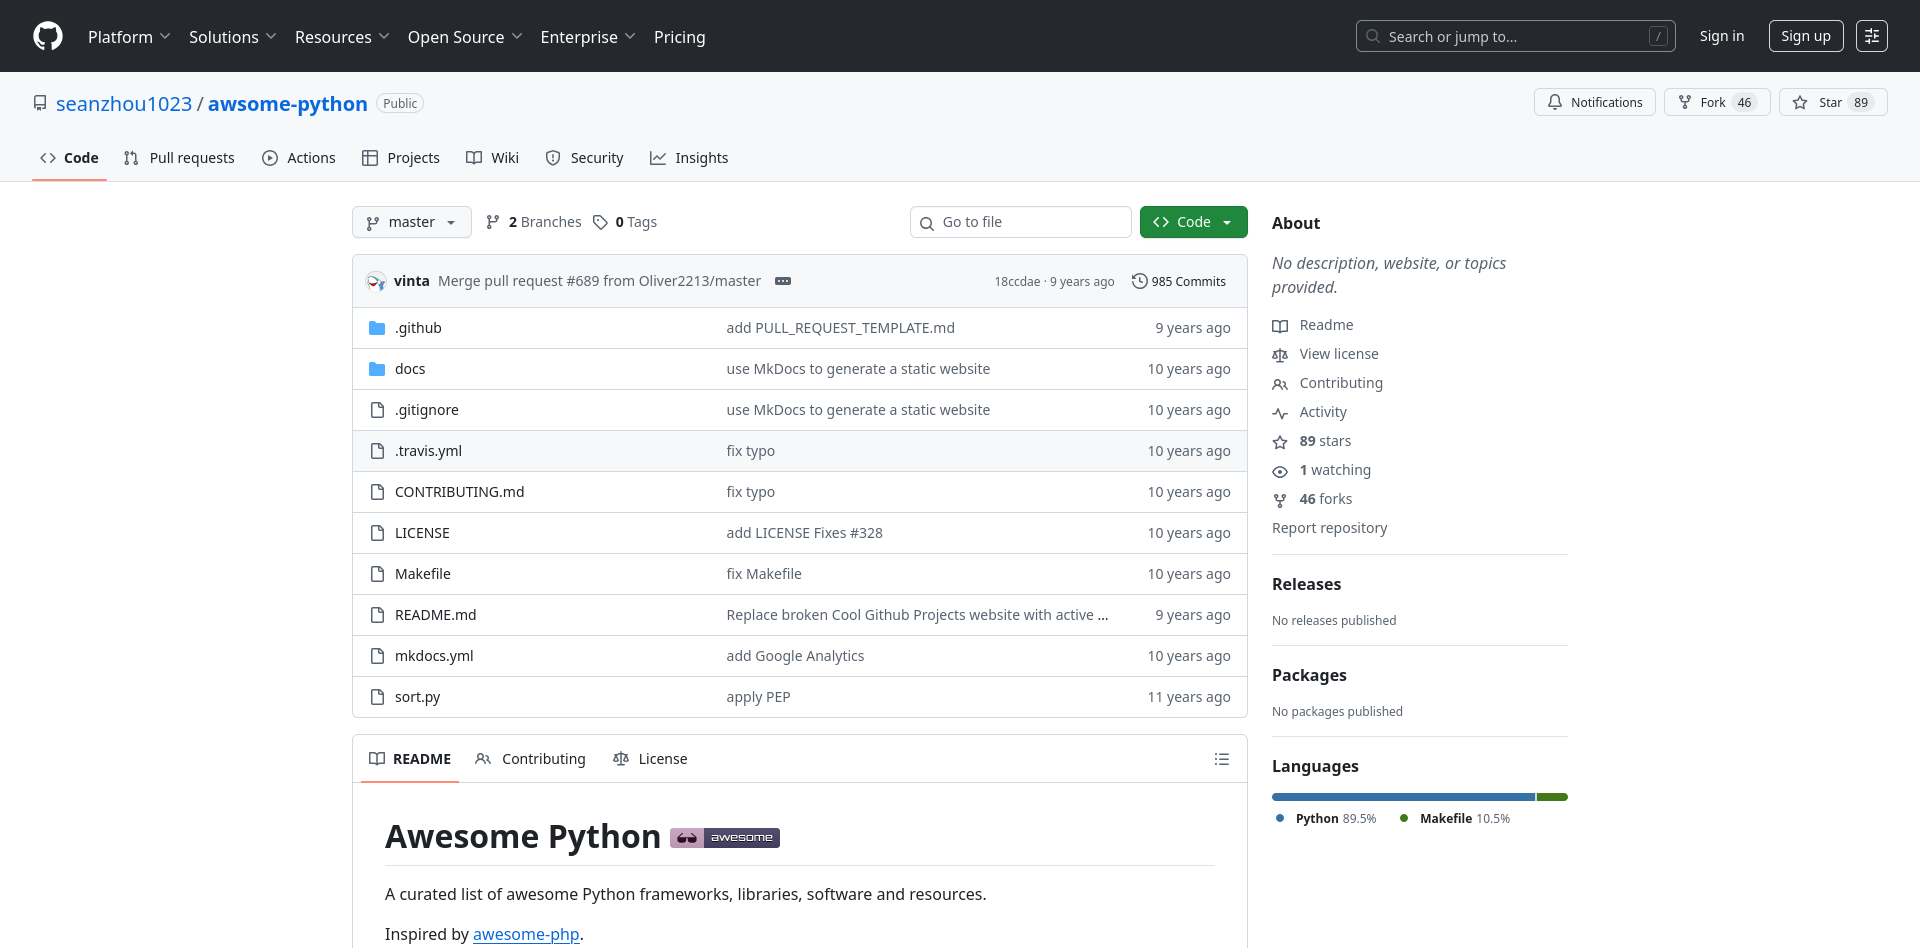 Platform Solutions Resources Open Source Enterprise Pricing Search or jump to... / Sign in Sign up
seanzhou1023 / awsome-python Public Notifications Fork 46 Star 89
Code Pull requests Actions Projects Wiki Security Insights
master 2 Branches 0 Tags Go to file Code
vinta Merge pull request #689 from Oliver2213/master 18ccdae · 9 years ago 985 Commits
.github add PULL_REQUEST_TEMPLATE.md 9 years ago
docs use MkDocs to generate a static website 10 years ago
.gitignore use MkDocs to generate a static website 10 years ago
.travis.yml fix typo 10 years ago
CONTRIBUTING.md fix typo 10 years ago
LICENSE add LICENSE Fixes #328 10 years ago
Makefile fix Makefile 10 years ago
README.md Replace broken Cool Github Projects website with active ... 9 years ago
mkdocs.yml add Google Analytics 10 years ago
sort.py apply PEP 11 years ago
README Contributing License
Awesome Python awesome
A curated list of awesome Python frameworks, libraries, software and resources.
Inspired by awesome-php.
About
No description, website, or topics
provided.
Readme
View license
Contributing
Activity
89 stars
1 watching
46 forks
Report repository
Releases
No releases published
Packages
No packages published
Languages
Python 89.5% Makefile 10.5%